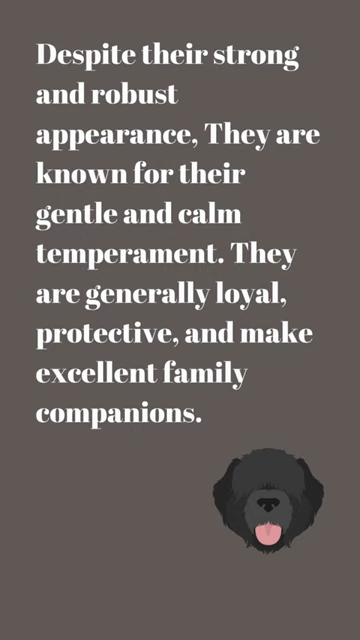 Despite their strong
and robust
appearance, They are
known for their
gentle and calm
temperament. They
are generally loyal,
protective, and make
excellent family
companions.